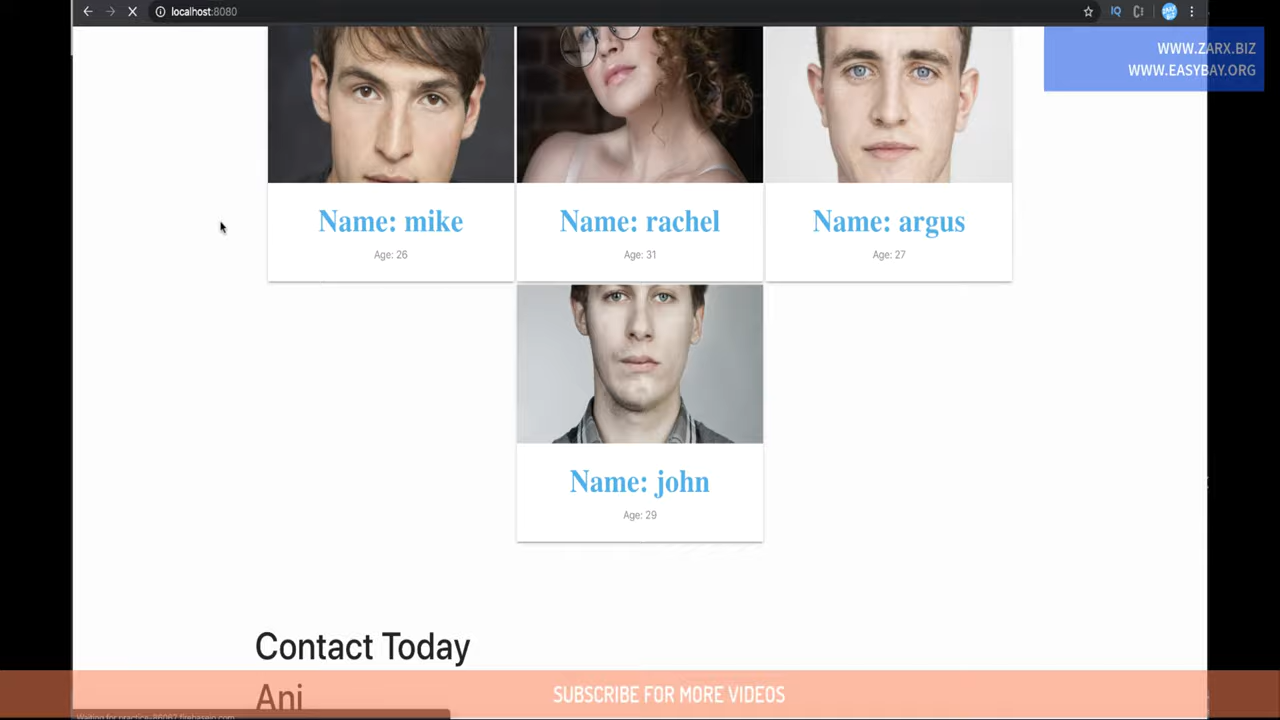 localhost:8080
IQ
WWW.ZARX.BIZ
WWW.EASYBAY.ORG
Name: mike
Name: rachel
Name: argus
Age: 26
Age: 31
Age: 27
Name: john
Age: 29
Contact Today
Ani
SUBSCRIBE FOR MORE VIDEOS